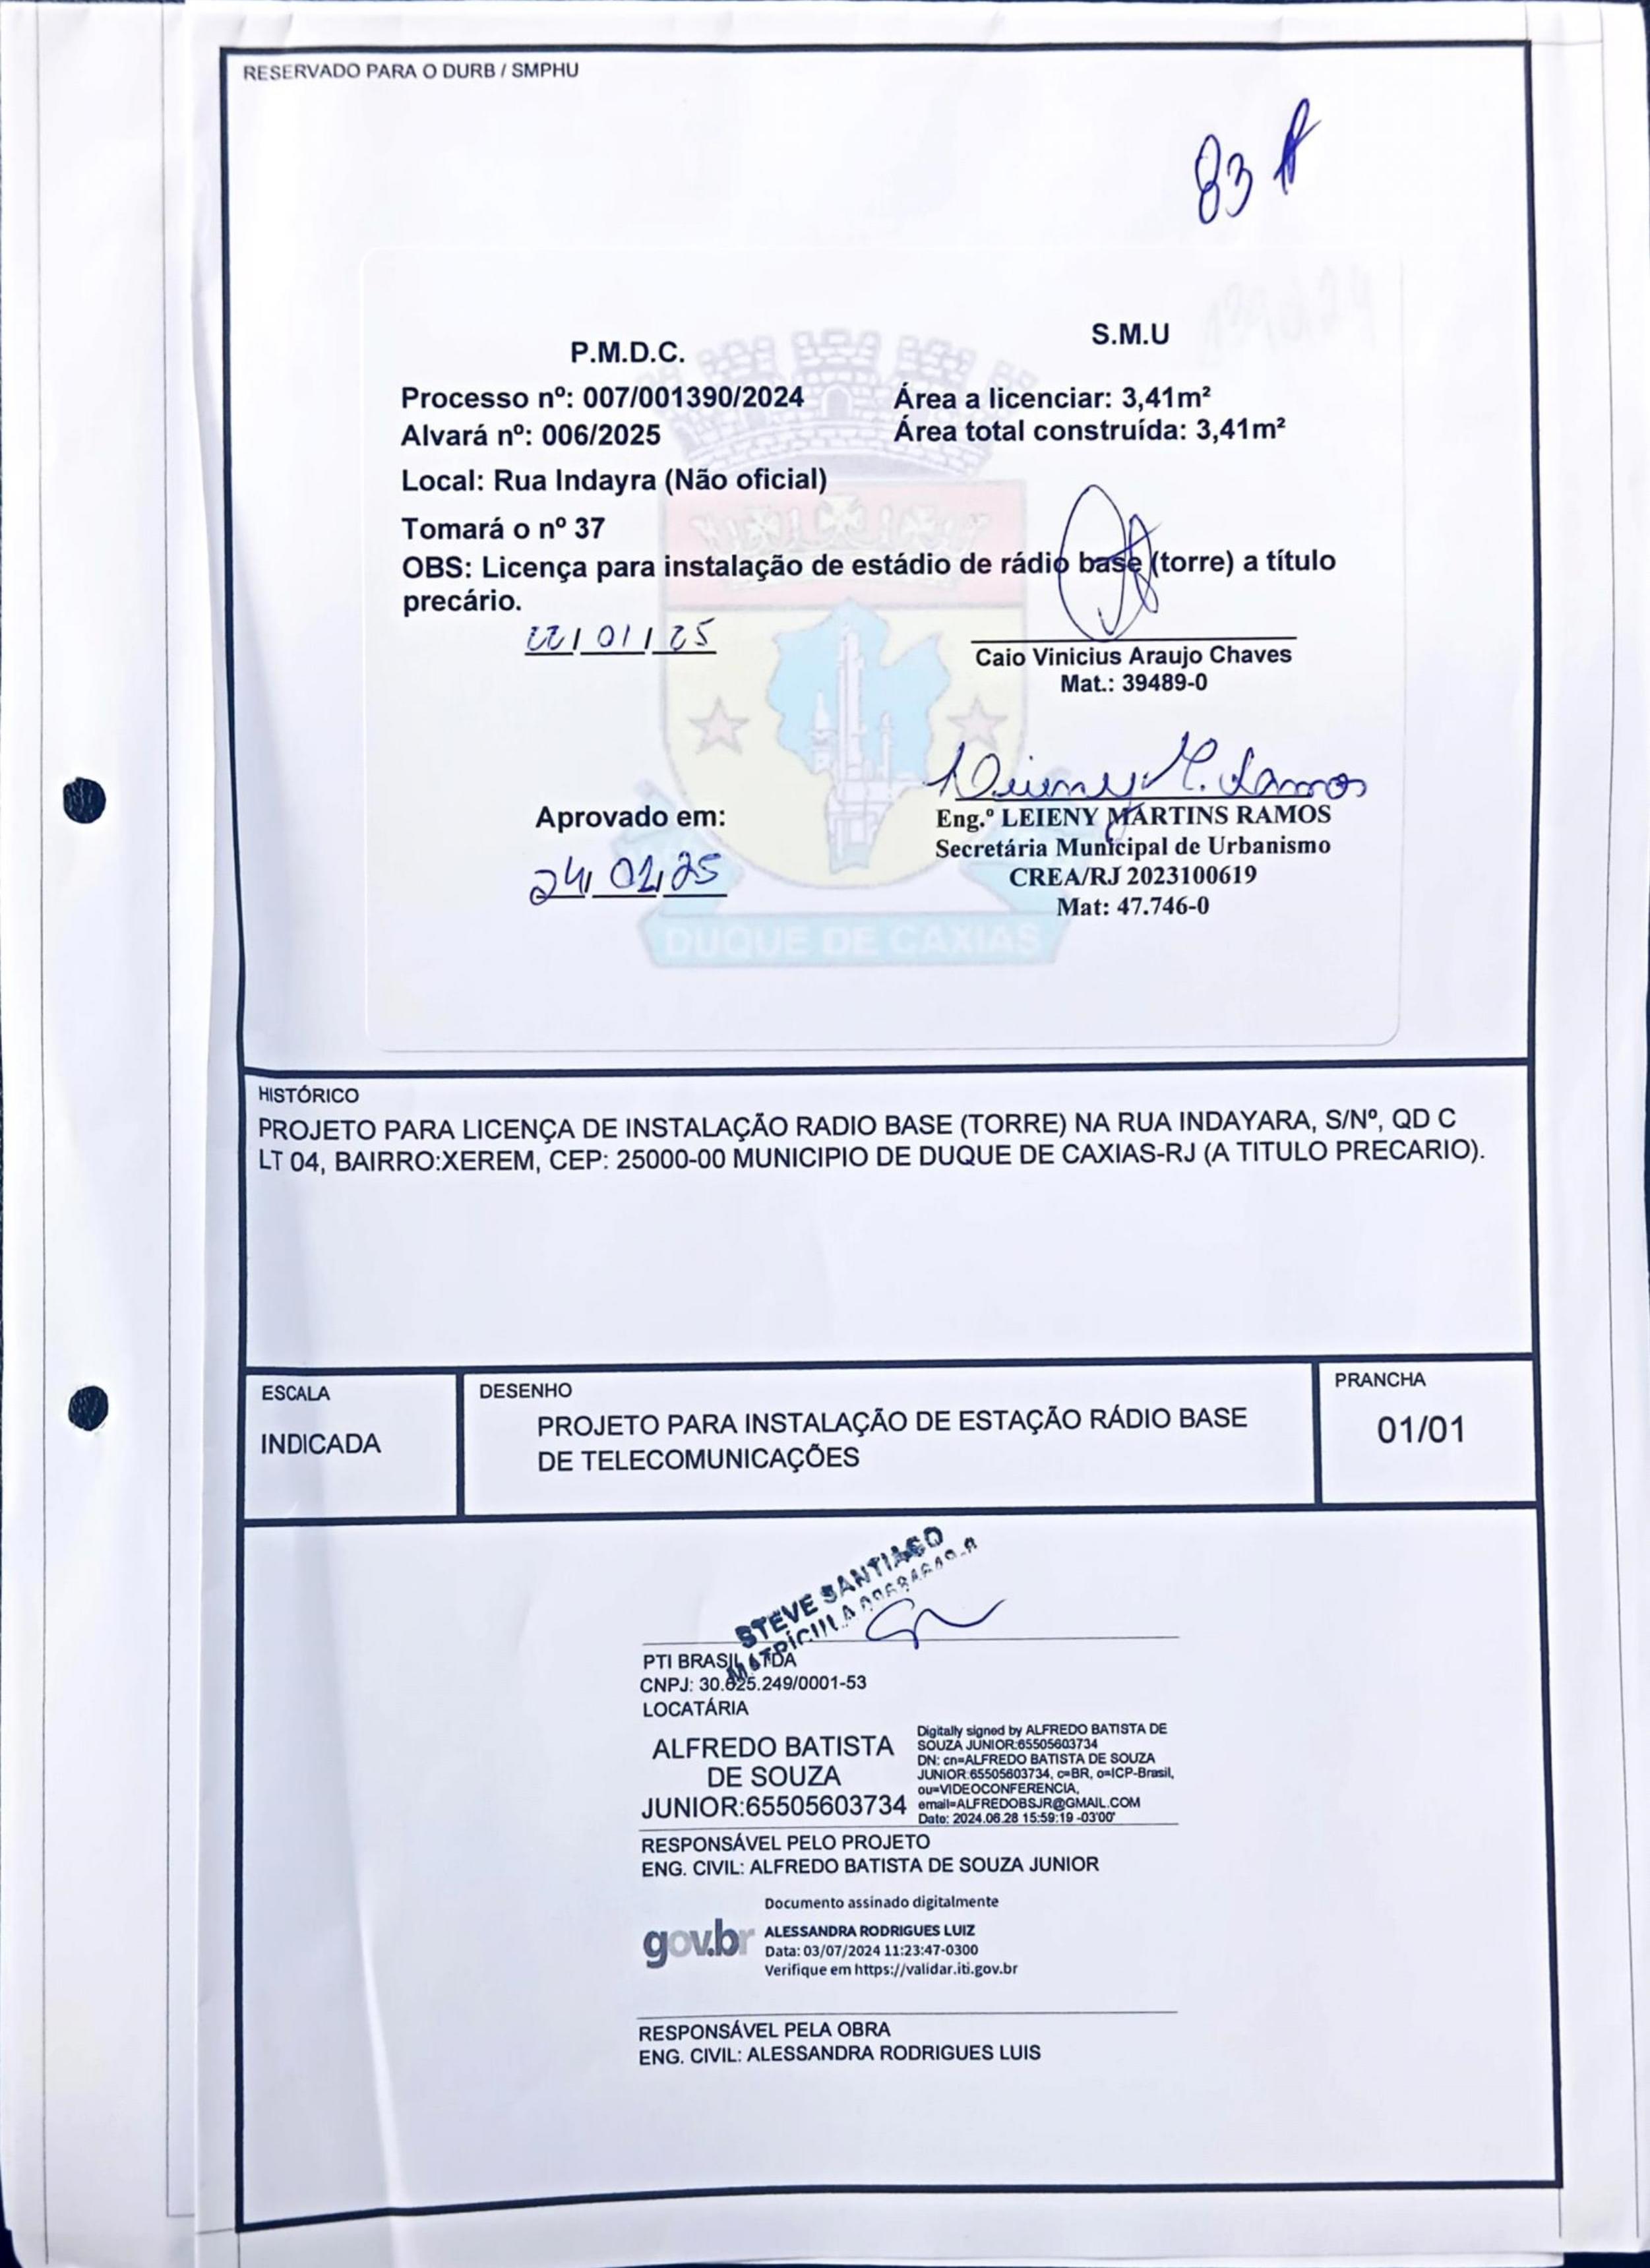 RESERVADO PARA O DURB / SMPHU
83
P.M.D.C.
S.M.U
Processo nº: 007/001390/2024
Área a licenciar: 3,41m²
Alvará nº: 006/2025
Área total construída: 3,41m²
Local: Rua Indayra (Não oficial)
Tomará o nº 37
OBS: Licença para instalação de estádio de rádio base (torre) a título
precário.
22/01/25
Caio Vinicius Araujo Chaves
Mat.: 39489-0
Aprovado em:
24/01/25
Eng.º LEIENY MARTINS RAMOS
Secretária Municipal de Urbanismo
CREA/RJ 2023100619
Mat: 47.746-0
DUQUE DE CAXIAS
HISTÓRICO
PROJETO PARA LICENÇA DE INSTALAÇÃO RADIO BASE (TORRE) NA RUA INDAYARA, S/Nº, QD C
LT 04, BAIRRO:XEREM, CEP: 25000-00 MUNICIPIO DE DUQUE DE CAXIAS-RJ (A TITULO PRECARIO).
ESCALA
INDICADA
DESENHO
PROJETO PARA INSTALAÇÃO DE ESTAÇÃO RÁDIO BASE
DE TELECOMUNICAÇÕES
PRANCHA
01/01
STEVE SANTIAGO
MATRÍCULA
PTI BRASIL LTDA
CNPJ: 30.625.249/0001-53
LOCATÁRIA
ALFREDO BATISTA
DE SOUZA
JUNIOR:65505603734
Digitally signed by ALFREDO BATISTA DE
SOUZA JUNIOR:65505603734
DN: cn=ALFREDO BATISTA DE SOUZA
JUNIOR:65505603734, c=BR, o=ICP-Brasil,
ou=VIDEOCONFERENCIA,
email=ALFREDOBSJR@GMAIL.COM
Date: 2024.06.28 15:59:19 -03'00'
RESPONSÁVEL PELO PROJETO
ENG. CIVIL: ALFREDO BATISTA DE SOUZA JUNIOR
Documento assinado digitalmente
gov.br
ALESSANDRA RODRIGUES LUIZ
Data: 03/07/2024 11:23:47-0300
Verifique em https://validar.iti.gov.br
RESPONSÁVEL PELA OBRA
ENG. CIVIL: ALESSANDRA RODRIGUES LUIS